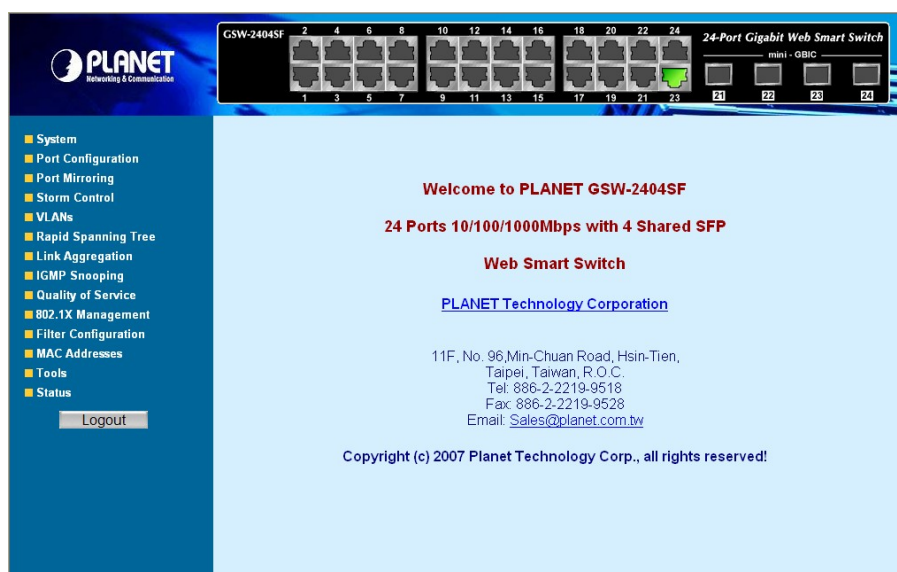 PLANET
Networking & Communication
GSW-2404SF
2 4 6 8 10 12 14 16 18 20 22 24
24-Port Gigabit Web Smart Switch
mini - GBIC
1 3 5 7 9 11 13 15 17 19 21 23
21 22 23 24
System
Port Configuration
Port Mirroring
Storm Control
VLANs
Rapid Spanning Tree
Link Aggregation
IGMP Snooping
Quality of Service
802.1X Management
Filter Configuration
MAC Addresses
Tools
Status
Logout
Welcome to PLANET GSW-2404SF
24 Ports 10/100/1000Mbps with 4 Shared SFP
Web Smart Switch
PLANET Technology Corporation
11F, No. 96,Min-Chuan Road, Hsin-Tien,
Taipei, Taiwan, R.O.C.
Tel: 886-2-2219-9518
Fax: 886-2-2219-9528
Email: Sales@planet.com.tw
Copyright (c) 2007 Planet Technology Corp., all rights reserved!